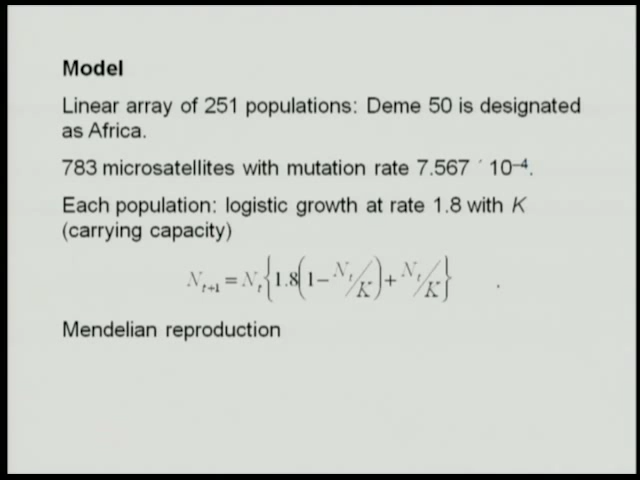 Model
Linear array of 251 populations: Deme 50 is designated
as Africa.
783 microsatellites with mutation rate 7.567 ´ 10⁻⁴.
Each population: logistic growth at rate 1.8 with K
(carrying capacity)
Nₜ₊₁ = Nₜ{1.8(1−Nₜ/K)+Nₜ/K}
Mendelian reproduction